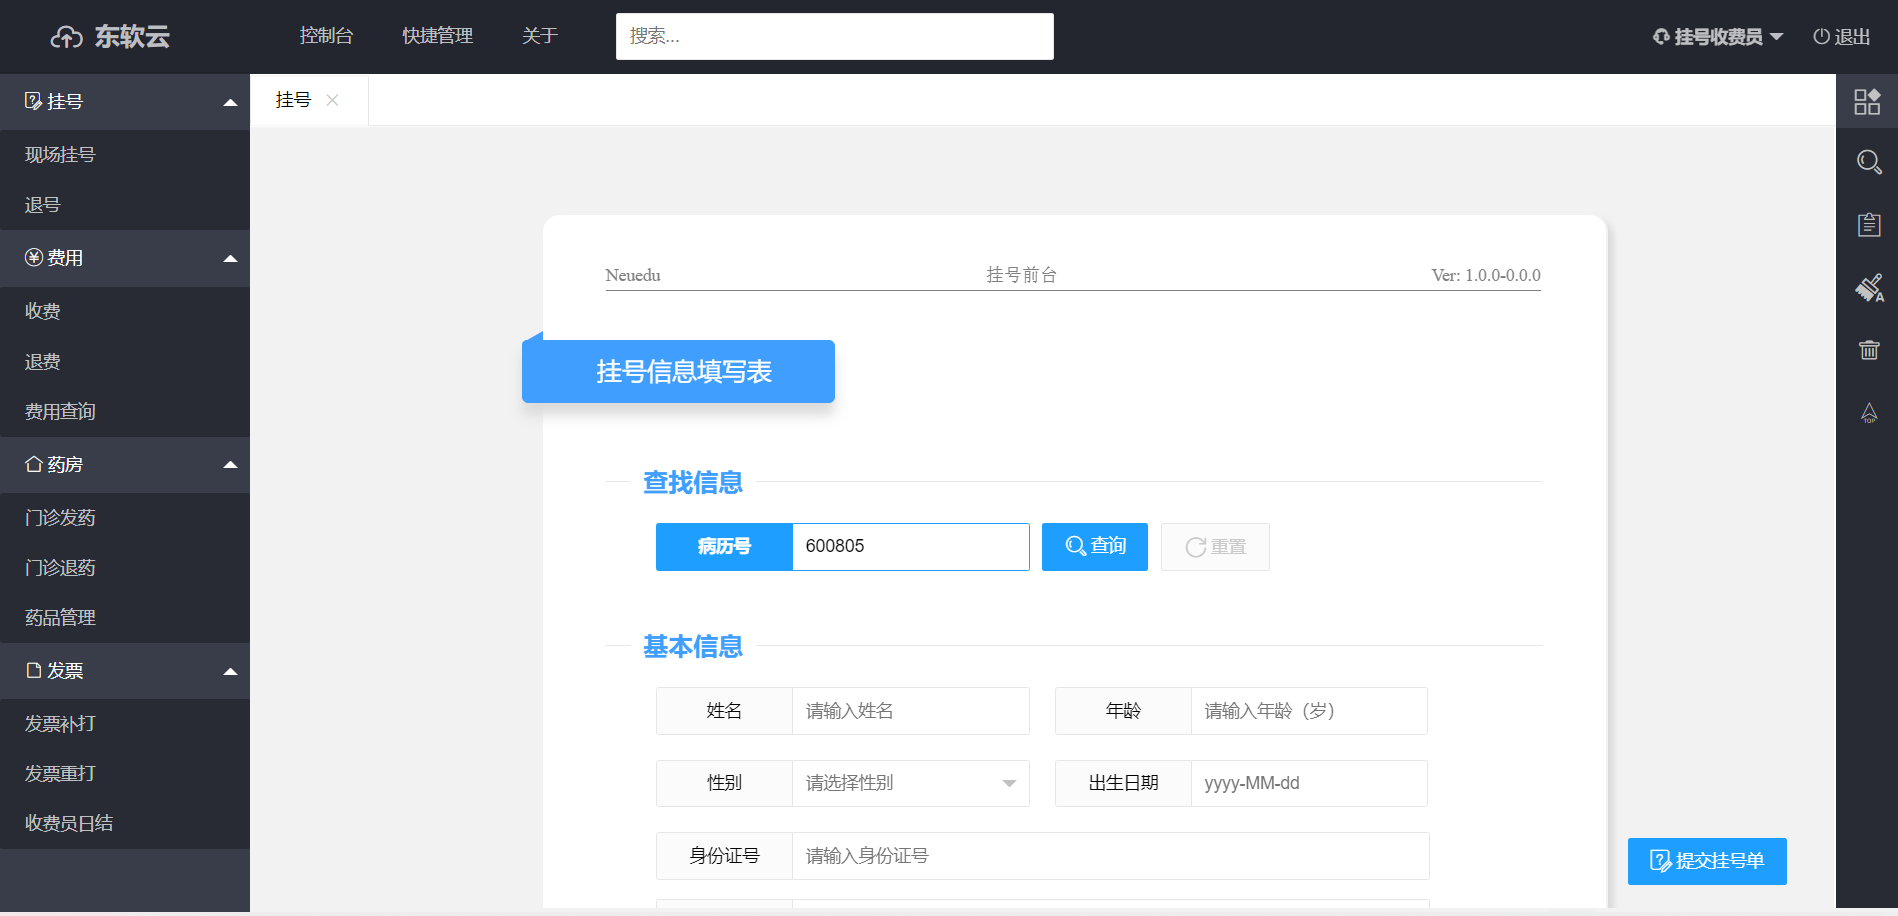 东软云
控制台
快捷管理
关于
搜索...
挂号收费员
退出
挂号
现场挂号
退号
费用
收费
退费
费用查询
药房
门诊发药
门诊退药
药品管理
发票
发票补打
发票重打
收费员日结
挂号
Neuedu 挂号前台 Ver: 1.0.0-0.0.0
挂号信息填写表
查找信息
病历号 600805 查询 重置
基本信息
姓名 请输入姓名 年龄 请输入年龄（岁）
性别 请选择性别 出生日期 yyyy-MM-dd
身份证号 请输入身份证号
提交挂号单
A
TOP